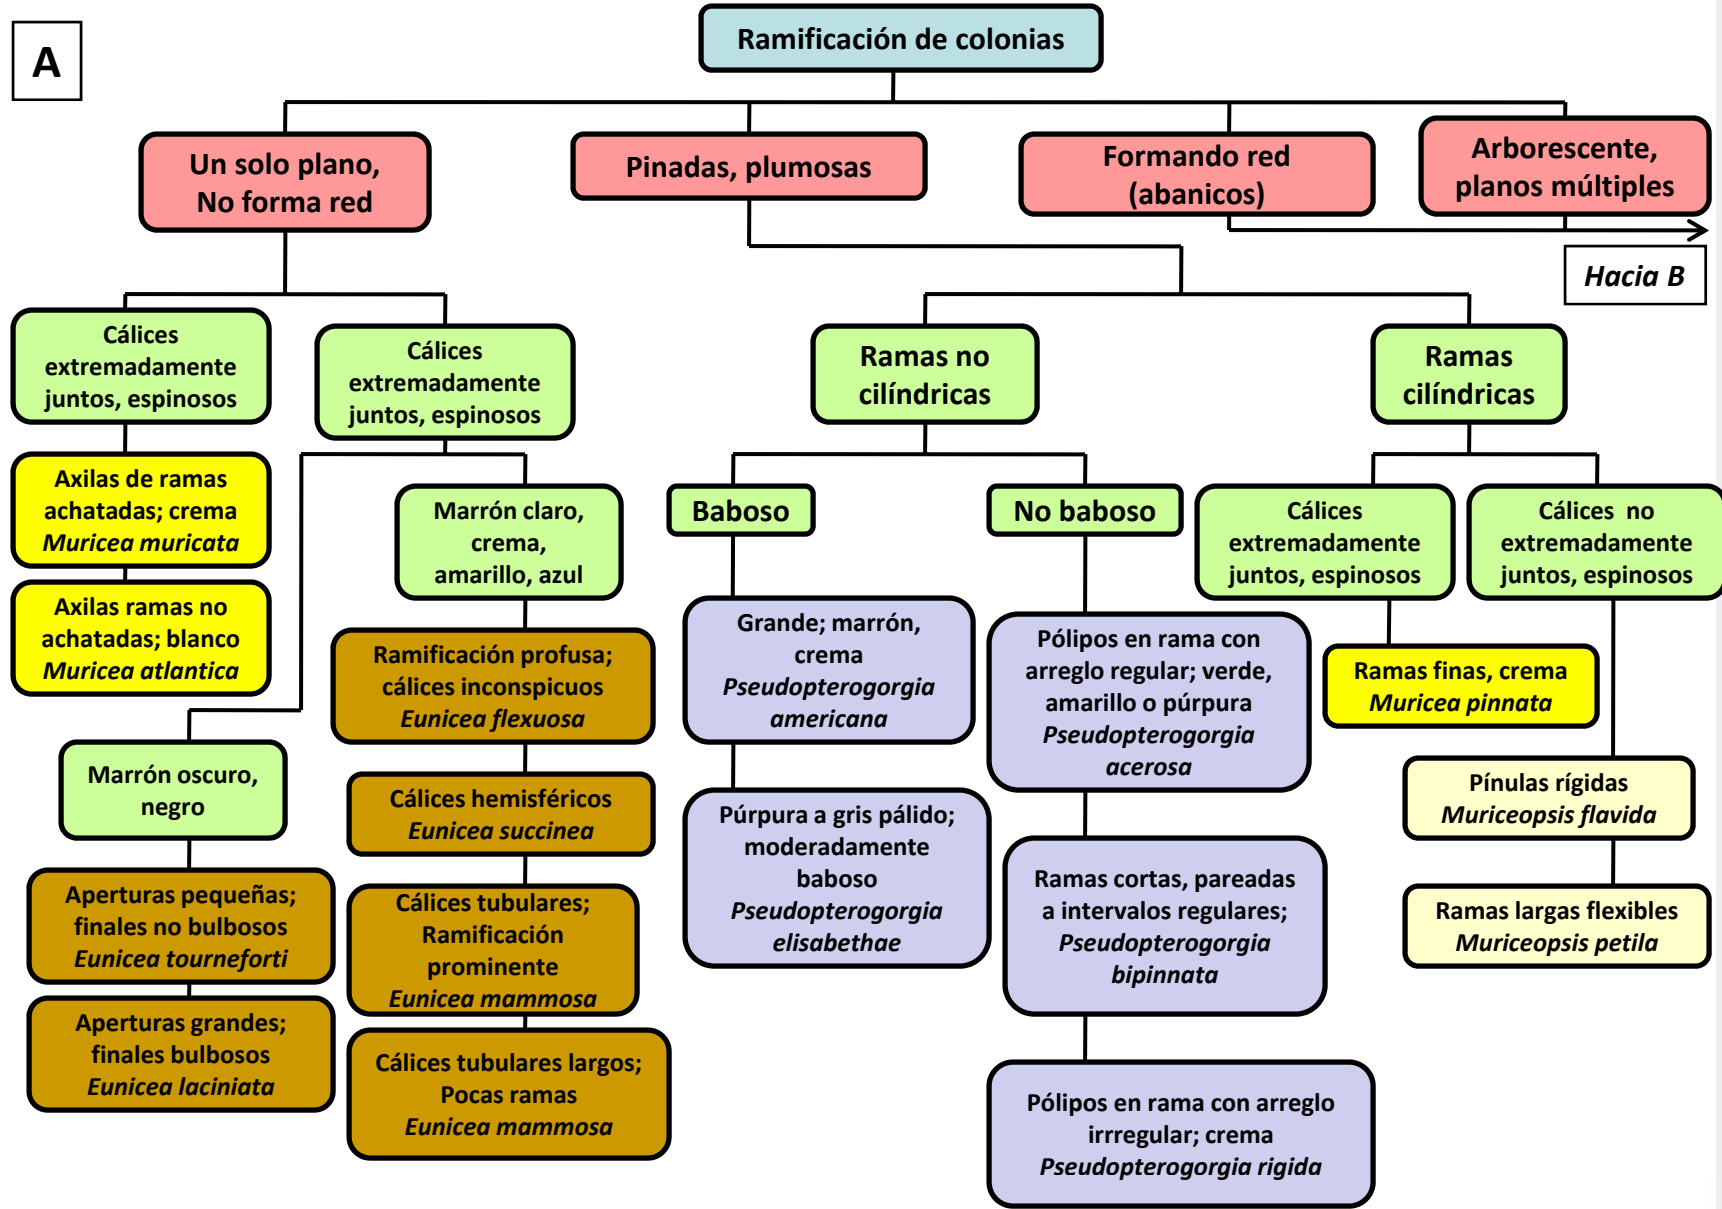 A
Ramificación de colonias
Un solo plano,
No forma red
Pinadas, plumosas
Formando red
(abanicos)
Arborescente,
planos múltiples
Hacia B
Cálices
extremadamente
juntos, espinosos
Cálices
extremadamente
juntos, espinosos
Ramas no
cilíndricas
Ramas
cilíndricas
Axilas de ramas
achatadas; crema
Muricea muricata
Axilas ramas no
achatadas; blanco
Muricea atlantica
Marrón claro,
crema,
amarillo, azul
Ramificación profusa;
cálices inconspicuos
Eunicea flexuosa
Cálices hemisféricos
Eunicea succinea
Cálices tubulares;
Ramificación
prominente
Eunicea mammosa
Cálices tubulares largos;
Pocas ramas
Eunicea mammosa
Marrón oscuro,
negro
Aperturas pequeñas;
finales no bulbosos
Eunicea tourneforti
Aperturas grandes;
finales bulbosos
Eunicea laciniata
Baboso
Grande; marrón,
crema
Pseudopterogorgia
americana
Púrpura a gris pálido;
moderadamente
baboso
Pseudopterogorgia
elisabethae
No baboso
Pólipos en rama con
arreglo regular; verde,
amarillo o púrpura
Pseudopterogorgia
acerosa
Ramas cortas, pareadas
a intervalos regulares;
Pseudopterogorgia
bipinnata
Pólipos en rama con arreglo
irrregular; crema
Pseudopterogorgia rigida
Cálices
extremadamente
juntos, espinosos
Ramas finas, crema
Muricea pinnata
Cálices no
extremadamente
juntos, espinosos
Pínulas rígidas
Muriceopsis flavida
Ramas largas flexibles
Muriceopsis petila